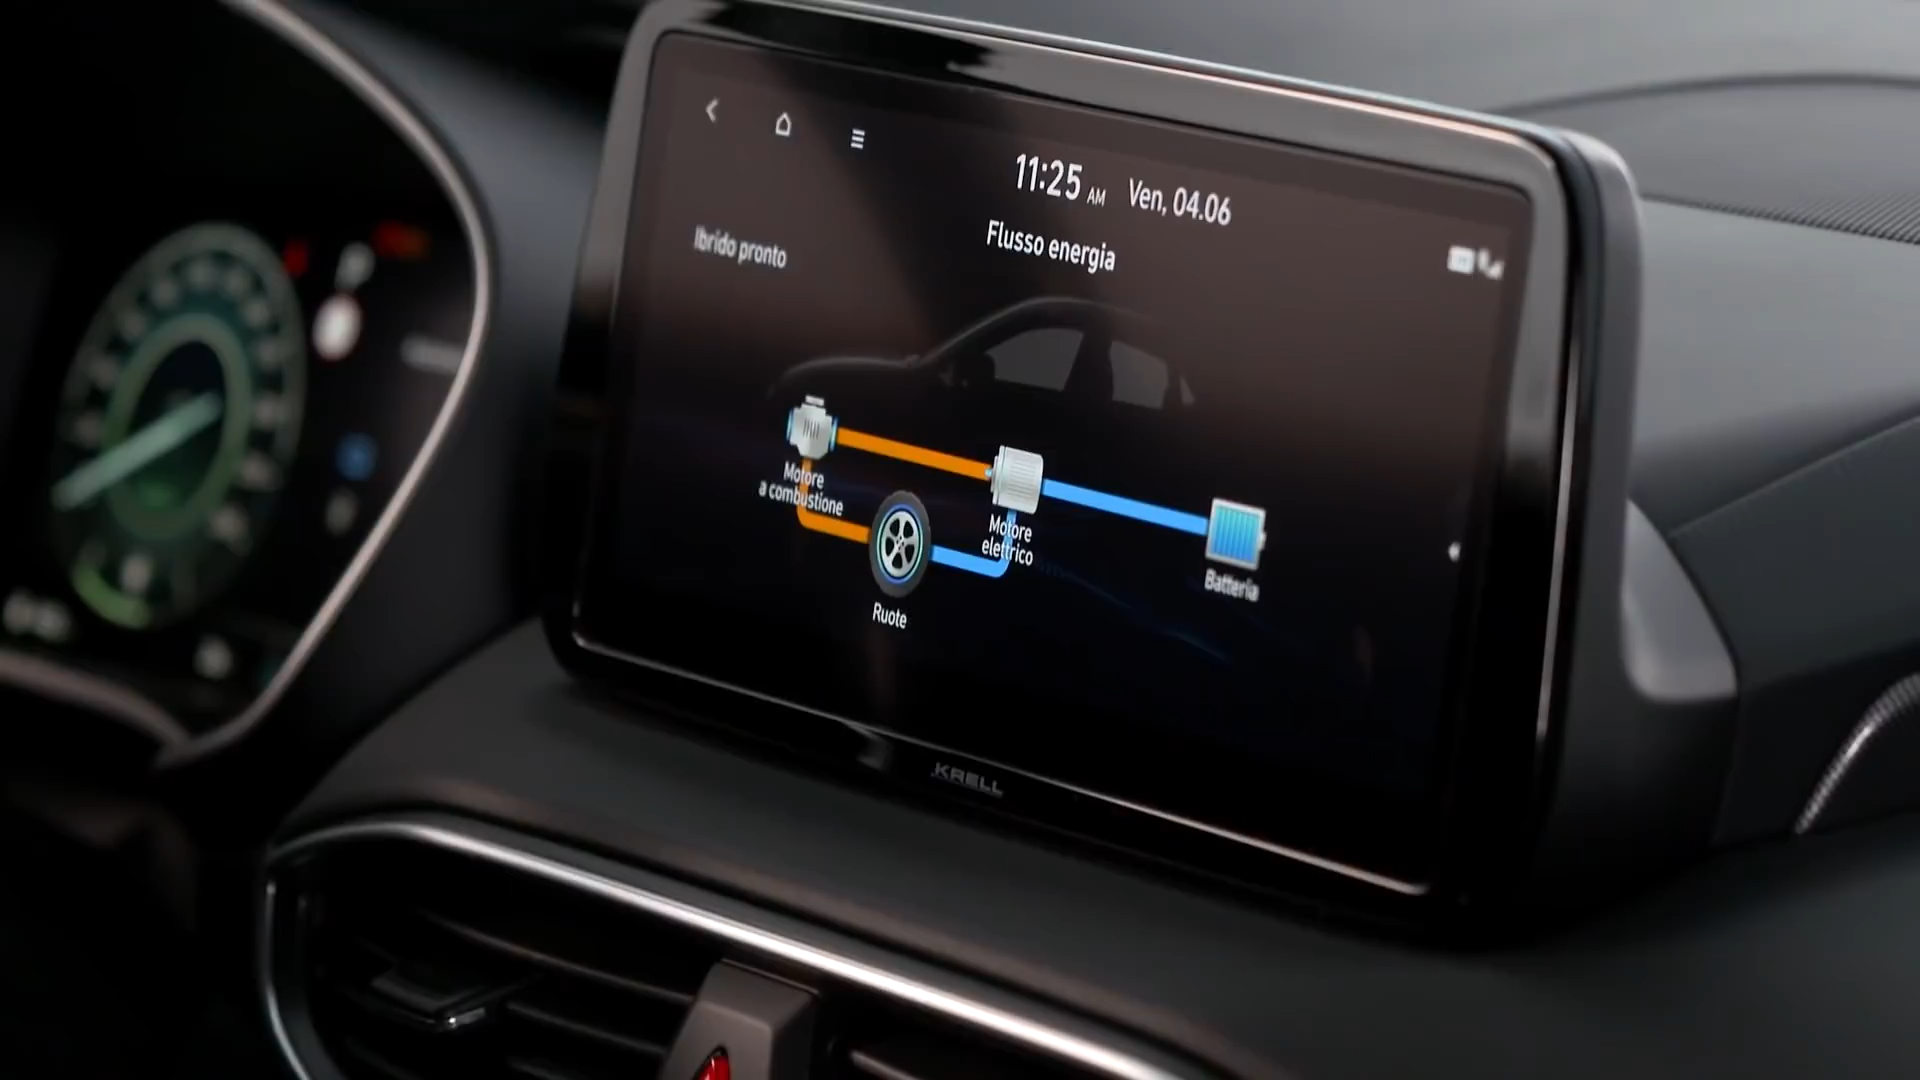 11:25 AM Ven, 04.06
Ibrido pronto
Flusso energia
Motore
a combustione
Motore
elettrico
Batteria
Ruote
KRELL